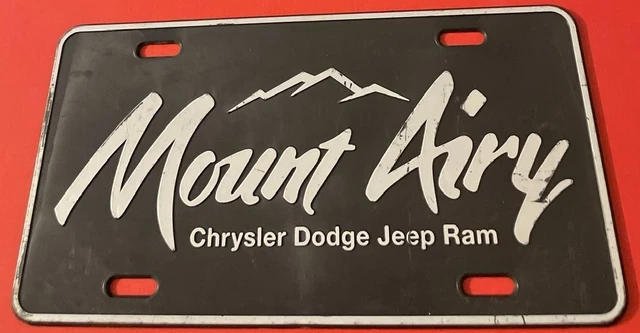 Mount Airy
Chrysler Dodge Jeep Ram